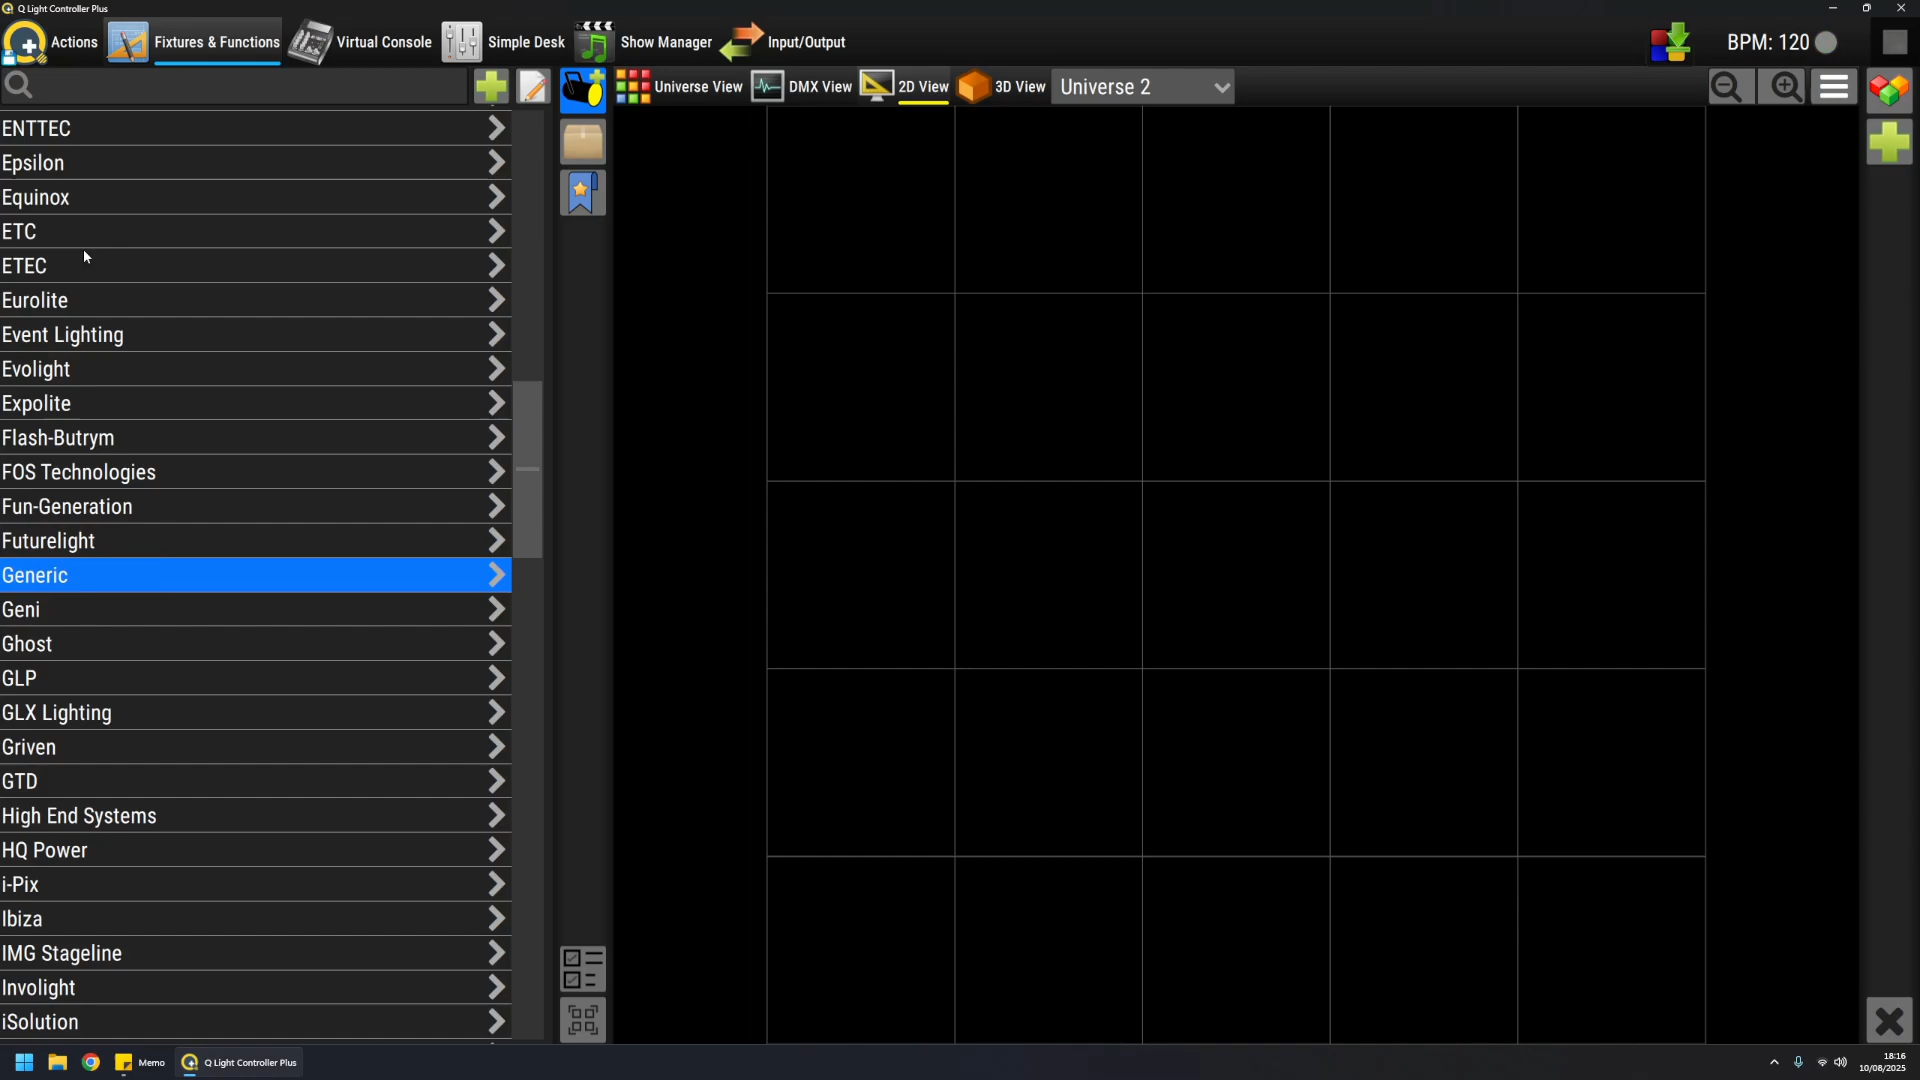 Q Light Controller Plus
Actions
Fixtures & Functions
Virtual Console
Simple Desk
Show Manager
Input/Output
BPM: 120
Universe View
DMX View
2D View
3D View
Universe 2
ENTTEC
Epsilon
Equinox
ETC
ETEC
Eurolite
Event Lighting
Evolight
Expolite
Flash-Butrym
FOS Technologies
Fun-Generation
Futurelight
Generic
Geni
Ghost
GLP
GLX Lighting
Griven
GTD
High End Systems
HQ Power
i-Pix
Ibiza
IMG Stageline
Involight
iSolution
Memo
Q Light Controller Plus
18:16
10/08/2025